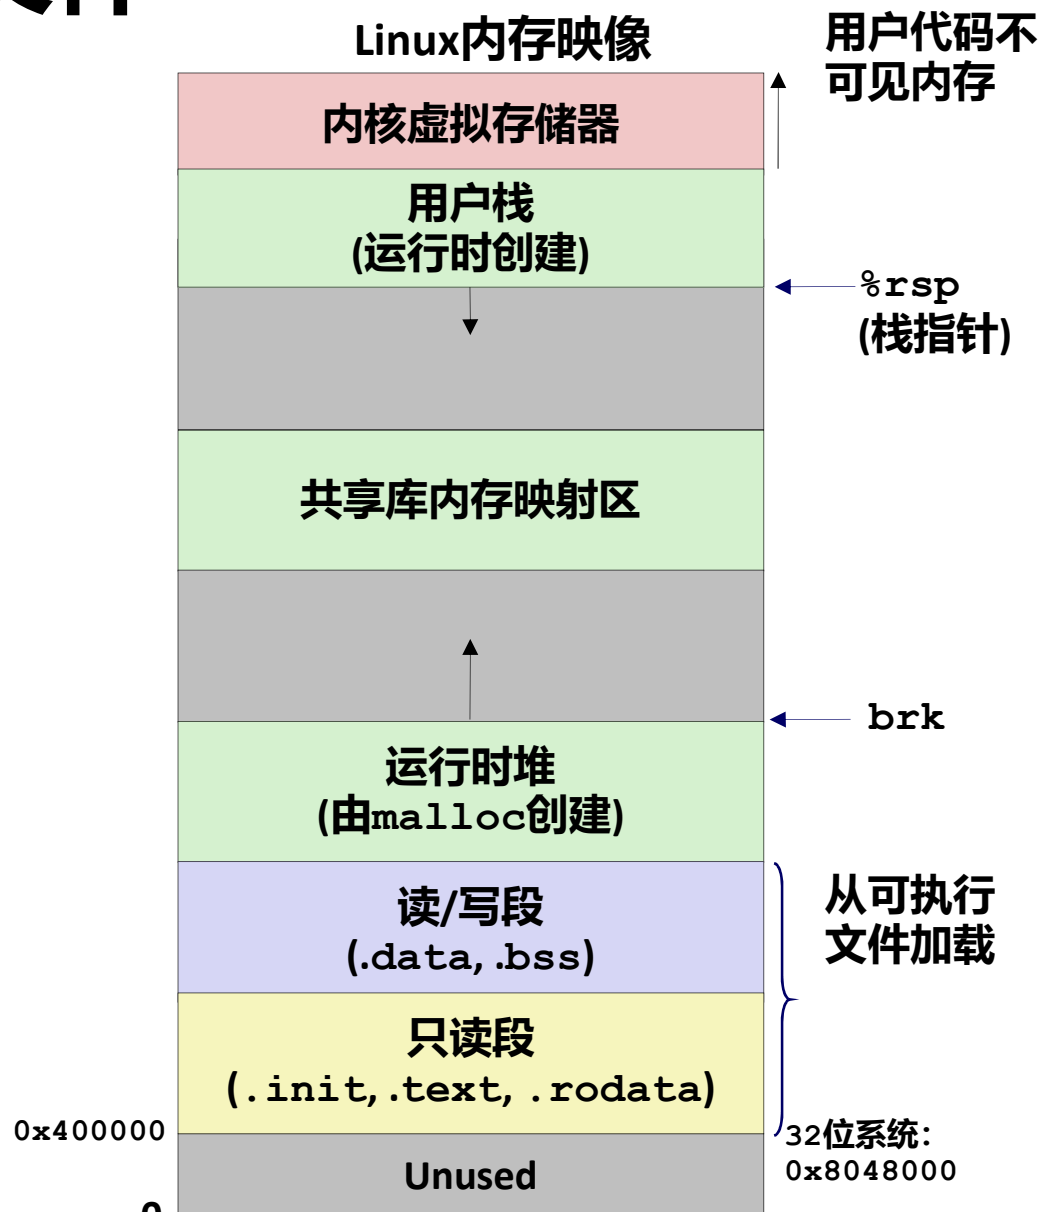 Linux内存映像
用户代码不
可见内存
内核虚拟存储器
用户栈
(运行时创建)
%rsp
(栈指针)
共享库内存映射区
brk
运行时堆
(由malloc创建)
读/写段
(.data, .bss)
从可执行
文件加载
只读段
(.init, .text, .rodata)
0x400000
32位系统:
0x8048000
Unused